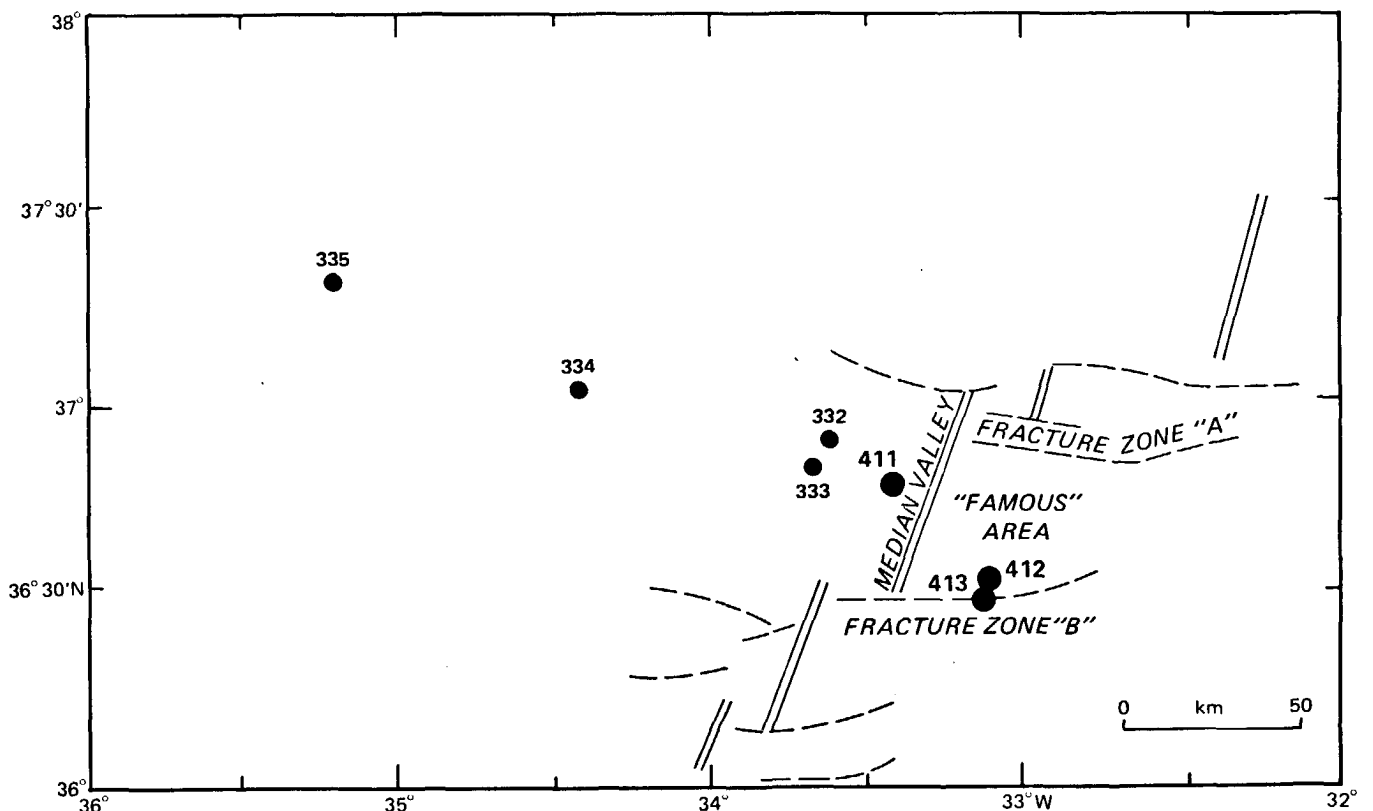 38°
37°30'
335
334
37°
332
333
411
MEDIAN VALLEY
FRACTURE ZONE "A"
"FAMOUS"
AREA
412
413
36°30'N
FRACTURE ZONE "B"
0 km 50
36°
36° 35° 34° 33°W 32°